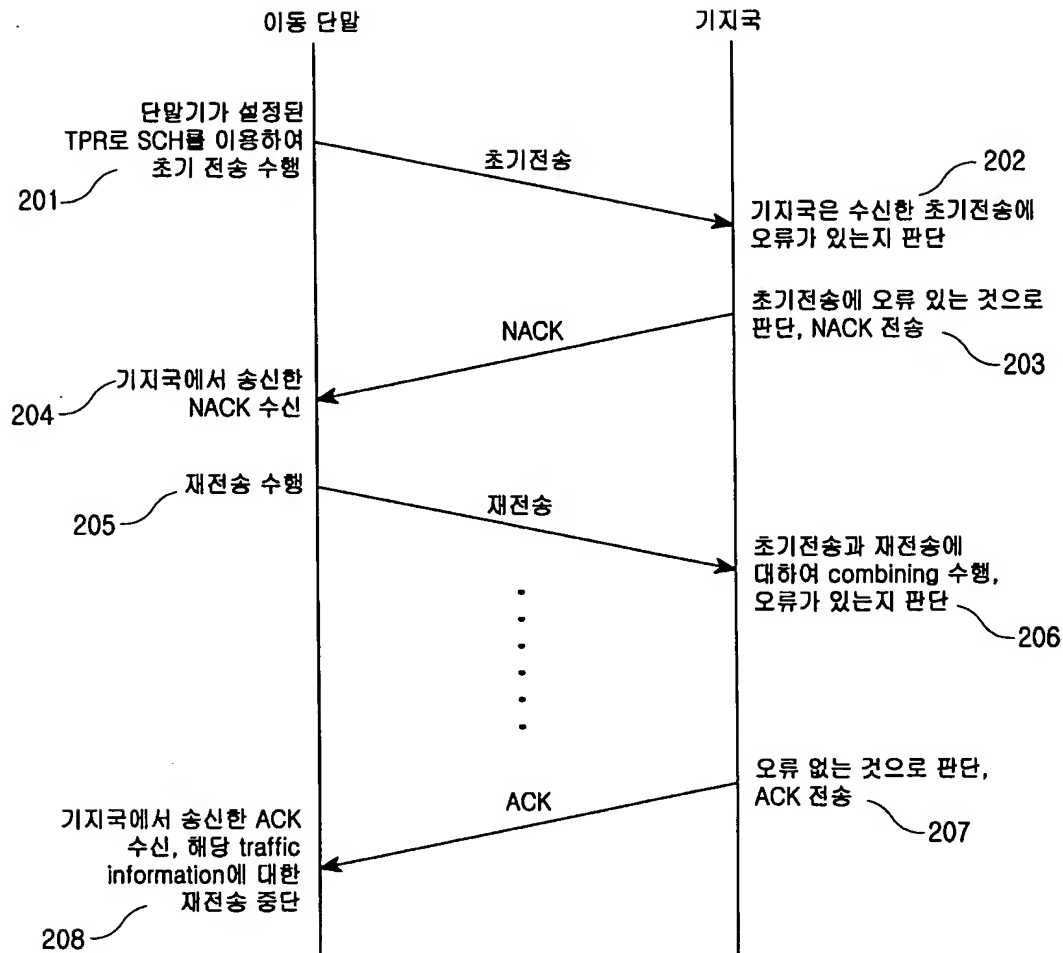 이동 단말
기지국
단말기가 설정된
TPR로 SCH를 이용하여
초기 전송 수행
201
초기전송
202
기지국은 수신한 초기전송에
오류가 있는지 판단
초기전송에 오류 있는 것으로
판단, NACK 전송
203
NACK
204
기지국에서 송신한
NACK 수신
재전송 수행
205
재전송
초기전송과 재전송에
대하여 combining 수행,
오류가 있는지 판단
206
오류 없는 것으로 판단,
ACK 전송
207
ACK
기지국에서 송신한 ACK
수신, 해당 traffic
information에 대한
재전송 중단
208